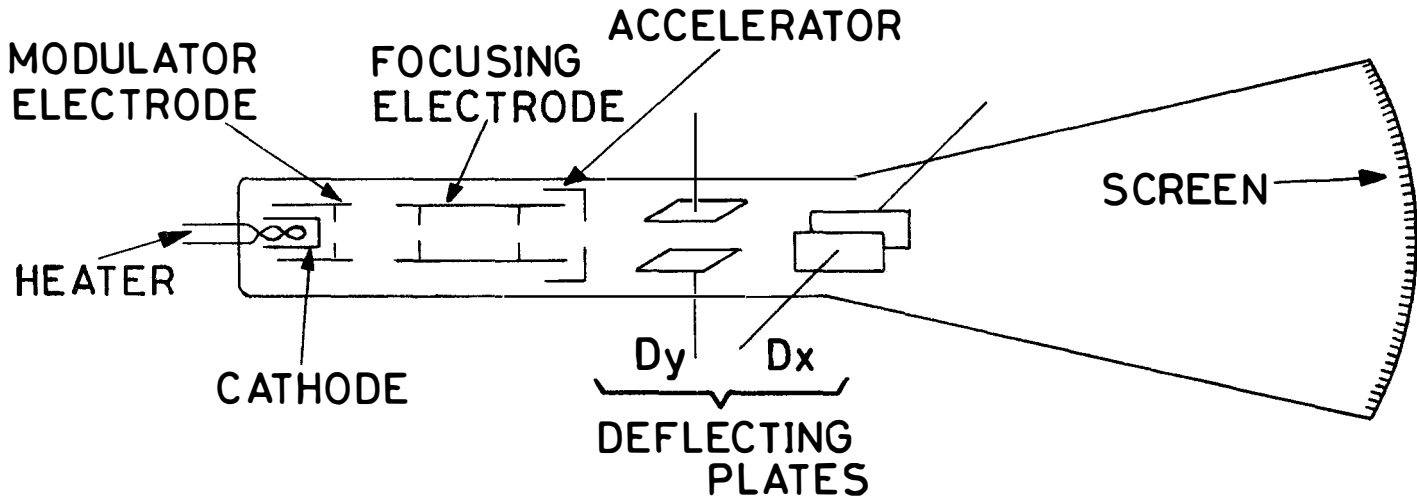 MODULATOR
ELECTRODE
FOCUSING
ELECTRODE
ACCELERATOR
SCREEN
HEATER
CATHODE
Dy
Dx
DEFLECTING
PLATES